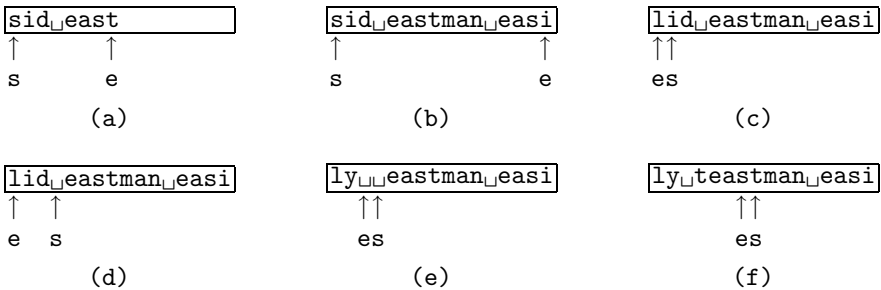 sid␣east sid␣eastman␣easi lid␣eastman␣easi
↑ ↑ ↑ ↑ ↑↑
s e s e es
(a) (b) (c)
lid␣eastman␣easi ly␣␣eastman␣easi ly␣teastman␣easi
↑ ↑ ↑↑ ↑↑
e s es es
(d) (e) (f)